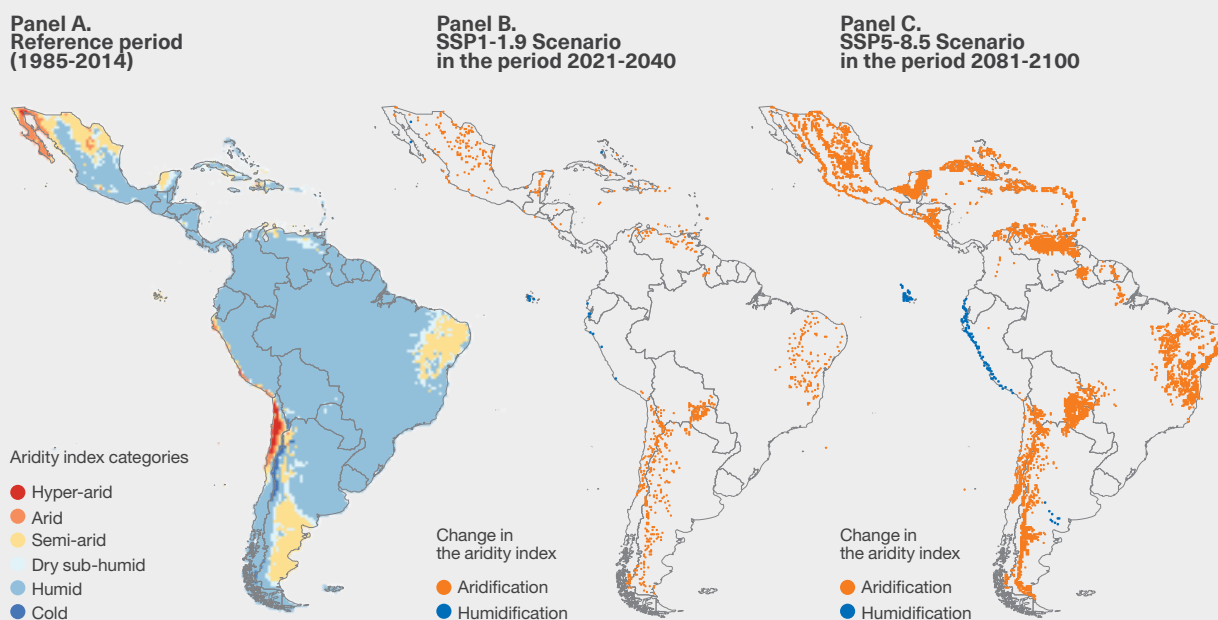 Panel A.
Reference period
(1985-2014)
Panel B.
SSP1-1.9 Scenario
in the period 2021-2040
Panel C.
SSP5-8.5 Scenario
in the period 2081-2100
Aridity index categories
Hyper-arid
Arid
Semi-arid
Dry sub-humid
Humid
Cold
Change in
the aridity index
Aridification
Humidification
Change in
the aridity index
Aridification
Humidification